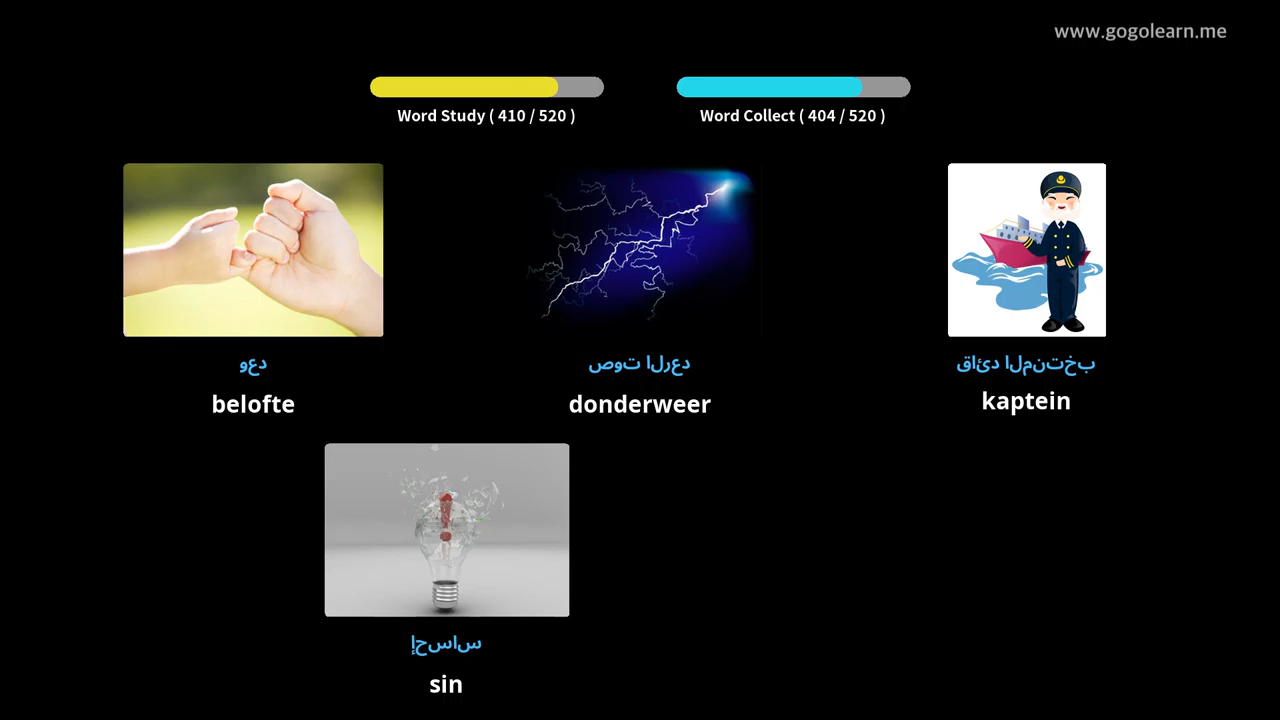 www.gogolearn.me
Word Study ( 410 / 520 )
Word Collect ( 404 / 520 )
وعد
belofte
صوت الرعد
donderweer
قائد المنتخب
kaptein
إحساس
sin